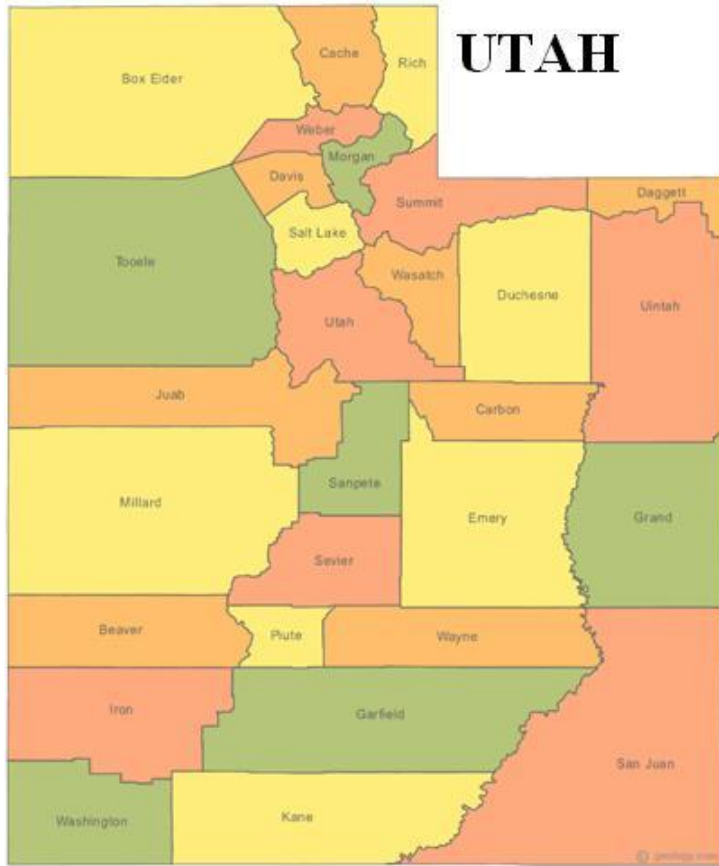 UTAH
Cache
Rich
Box Elder
Weber
Morgan
Davis
Summit
Daggett
Salt Lake
Tooele
Wasatch
Duchesne
Uintah
Utah
Juab
Carbon
Sanpete
Millard
Emery
Grand
Sevier
Beaver
Piute
Wayne
Iron
Garfield
San Juan
Washington
Kane